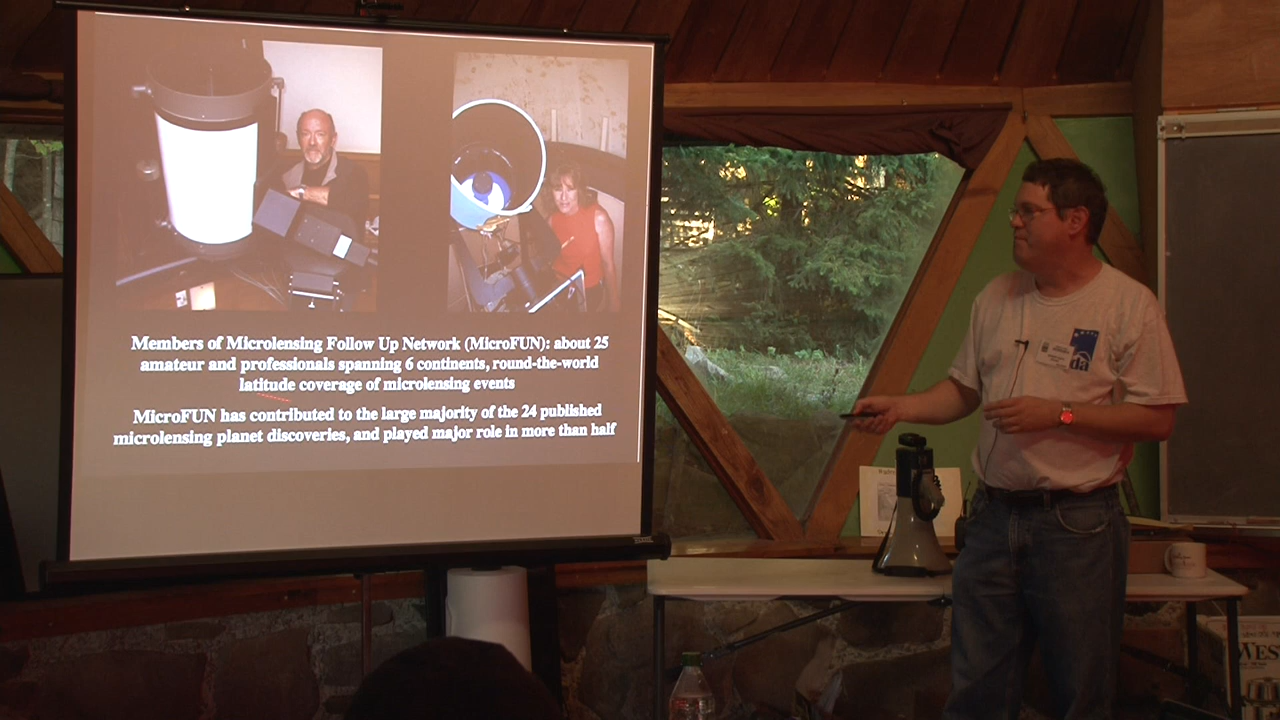 Members of Microlensing Follow Up Network (MicroFUN): about 25
amateur and professionals spanning 6 continents, round-the-world
latitude coverage of microlensing events
MicroFUN has contributed to the large majority of the 24 published
microlensing planet discoveries, and played major role in more than half
da
WES